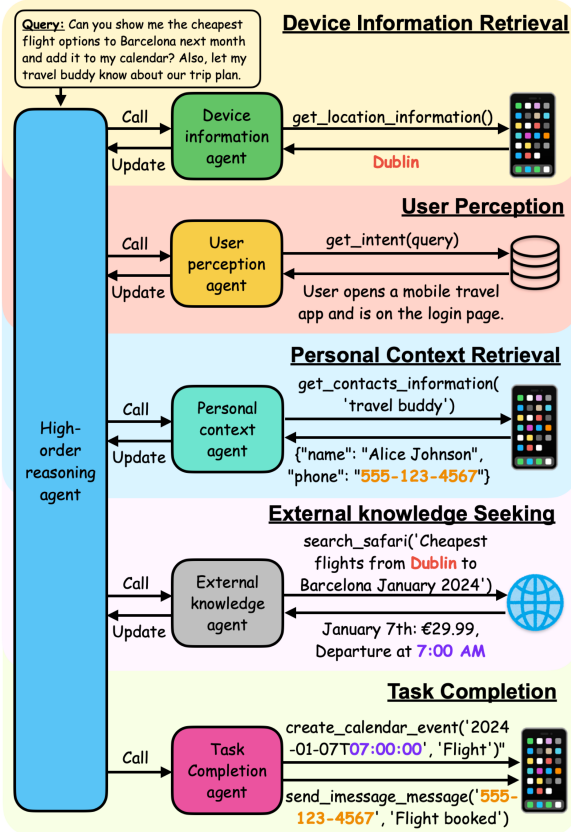 Query: Can you show me the cheapest
flight options to Barcelona next month
and add it to my calendar? Also, let my
travel buddy know about our trip plan.
Device Information Retrieval
Call
Update
Device
information
agent
get_location_information()
Dublin
User Perception
Call
Update
User
perception
agent
get_intent(query)
User opens a mobile travel
app and is on the login page.
Personal Context Retrieval
High-
order
reasoning
agent
Call
Update
Personal
context
agent
get_contacts_information(
'travel buddy')
{"name": "Alice Johnson",
"phone": "555-123-4567"}
External knowledge Seeking
Call
Update
External
knowledge
agent
search_safari('Cheapest
flights from Dublin to
Barcelona January 2024')
January 7th: €29.99,
Departure at 7:00 AM
Task Completion
Call
Task
Completion
agent
create_calendar_event('2024
-01-07T07:00:00', 'Flight')"
send_imessage_message('555-
123-4567', 'Flight booked')